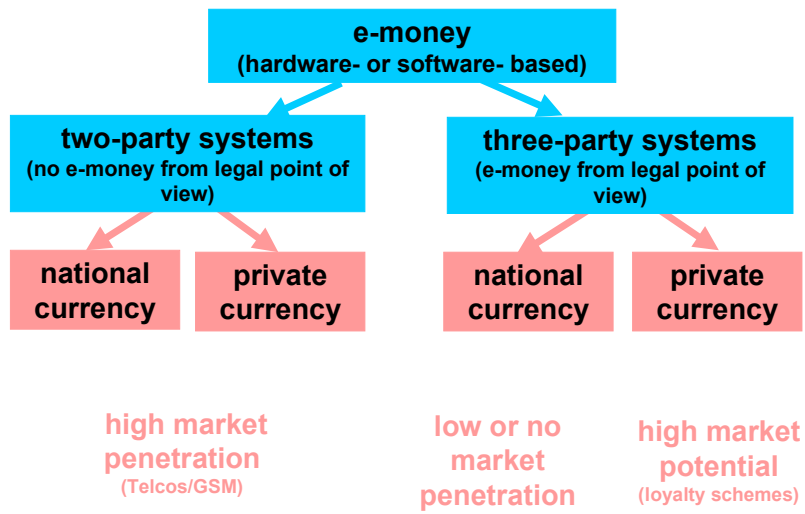 e-money
(hardware- or software- based)
two-party systems
(no e-money from legal point of
view)
three-party systems
(e-money from legal point of
view)
national
currency
private
currency
national
currency
private
currency
high market
penetration
(Telcos/GSM)
low or no
market
penetration
high market
potential
(loyalty schemes)